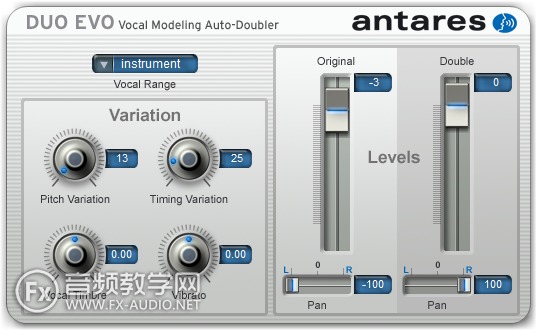 DUO EVO Vocal Modeling Auto-Doubler
antares
instrument
Vocal Range
Variation
13
25
Pitch Variation
Timing Variation
0.00
0.00
Vocal Timbre
Vibrato
Original
Double
-3
0
Levels
0
0
L
R
L
R
-100
100
Pan
Pan
Fx 音频教学网
WWW.FX-AUDIO.NET